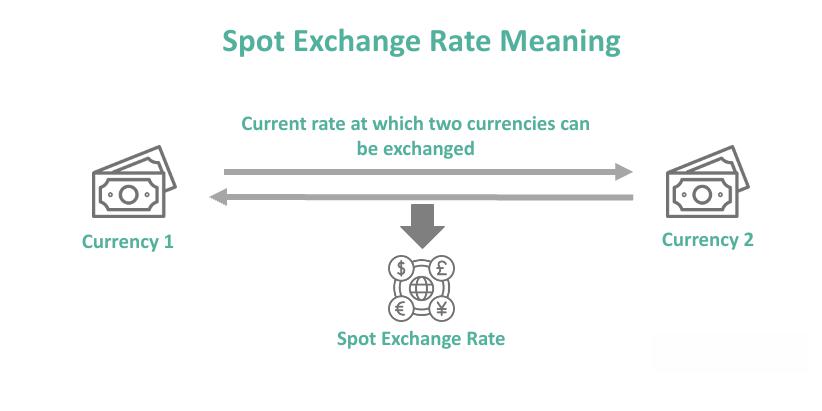 Spot Exchange Rate Meaning
Current rate at which two currencies can
be exchanged
Currency 1
Currency 2
$ £
€ ¥
Spot Exchange Rate